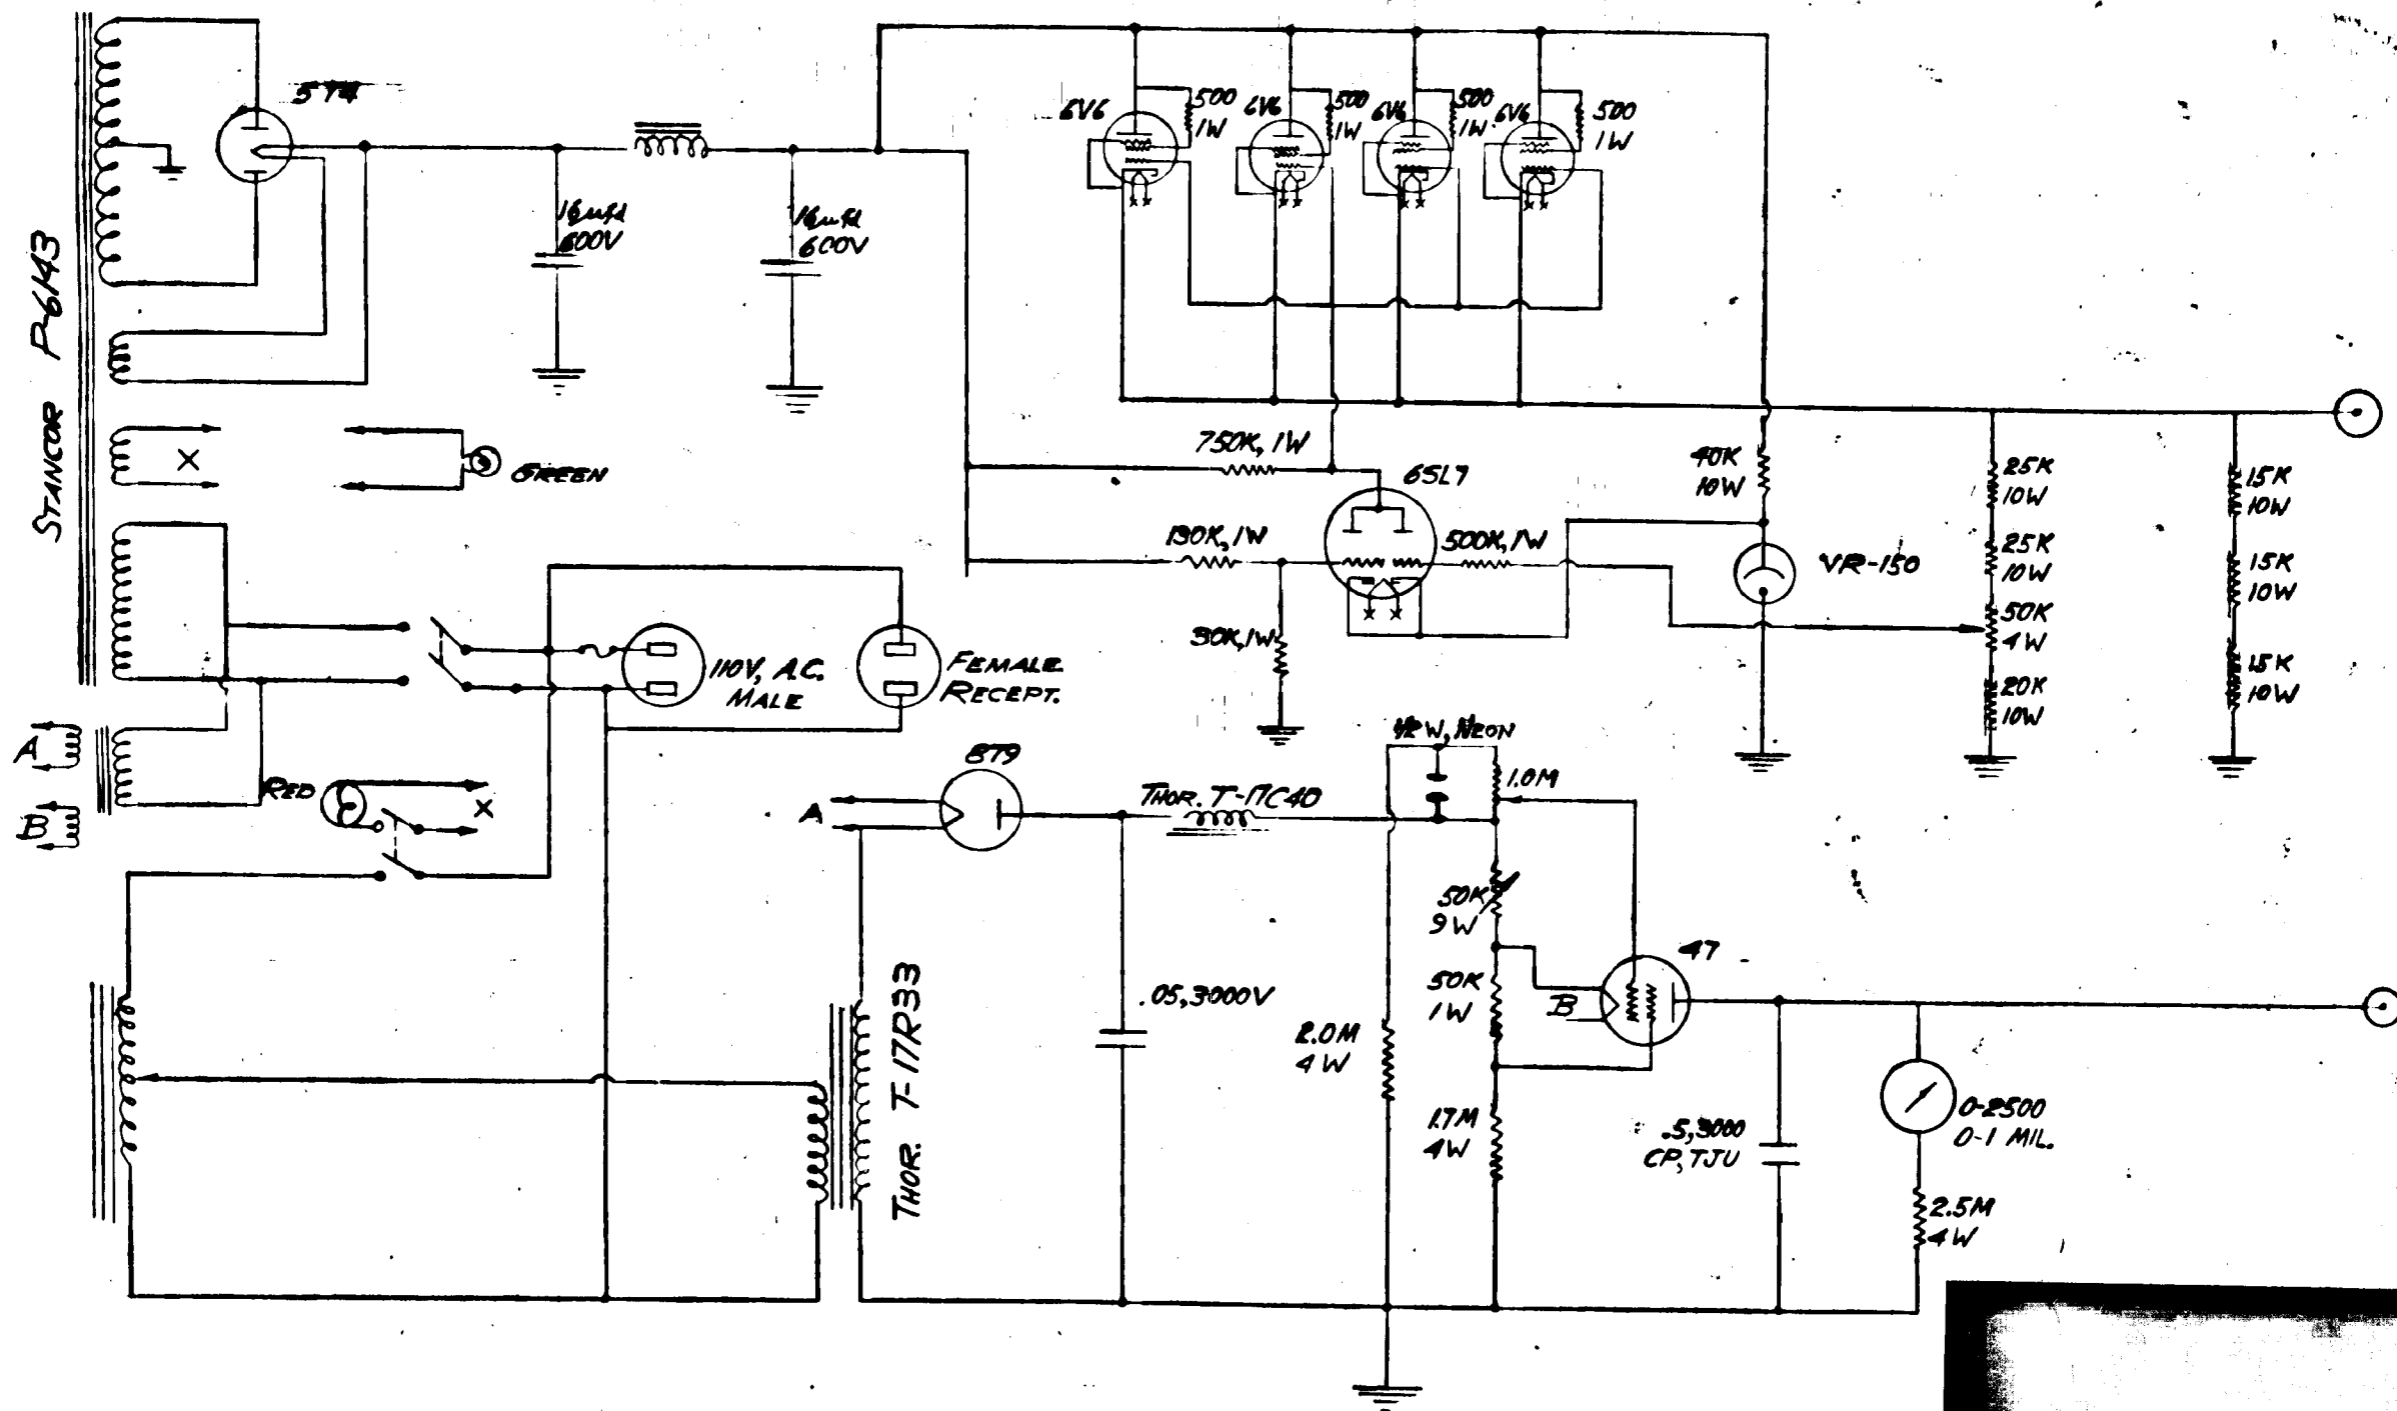 STANCOR P-6143
5Y4
16µfd
600V
16µfd
600V
6V6
500
1W
6V6
500
1W
6V6
500
1W
6V6
500
1W
X
GREEN
750K, 1W
6SL7
130K, 1W
500K, 1W
30K, 1W
40K
10W
VR-150
25K
10W
25K
10W
50K
4W
20K
10W
15K
10W
15K
10W
15K
10W
110V, A.C.
MALE
FEMALE
RECEPT.
A
B
RED
X
879
A
THOR. T-17C40
1/2 W, NEON
1.0M
50K
9W
50K
1W
47
B
THOR. T-17R33
.05, 3000V
2.0M
4W
1.7M
4W
.5, 3000
CP, TJU
0-2500
0-1 MIL.
2.5M
4W